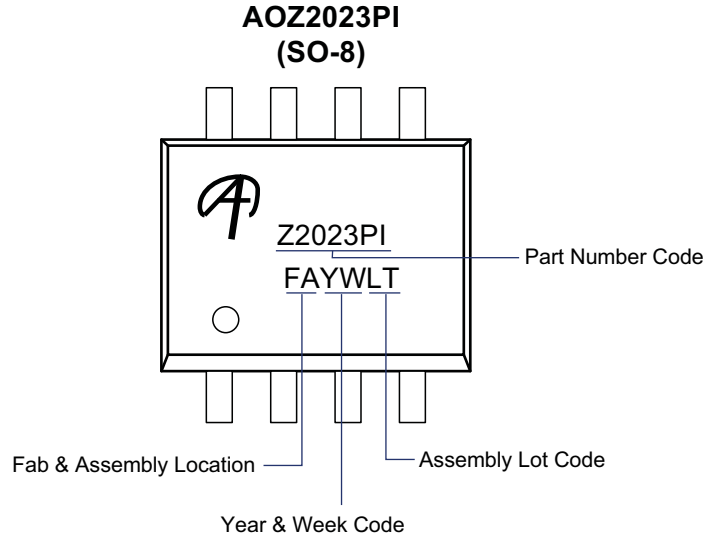 AOZ2023PI
(SO-8)
Z2023PI
Part Number Code
FAYWLT
Fab & Assembly Location
Assembly Lot Code
Year & Week Code